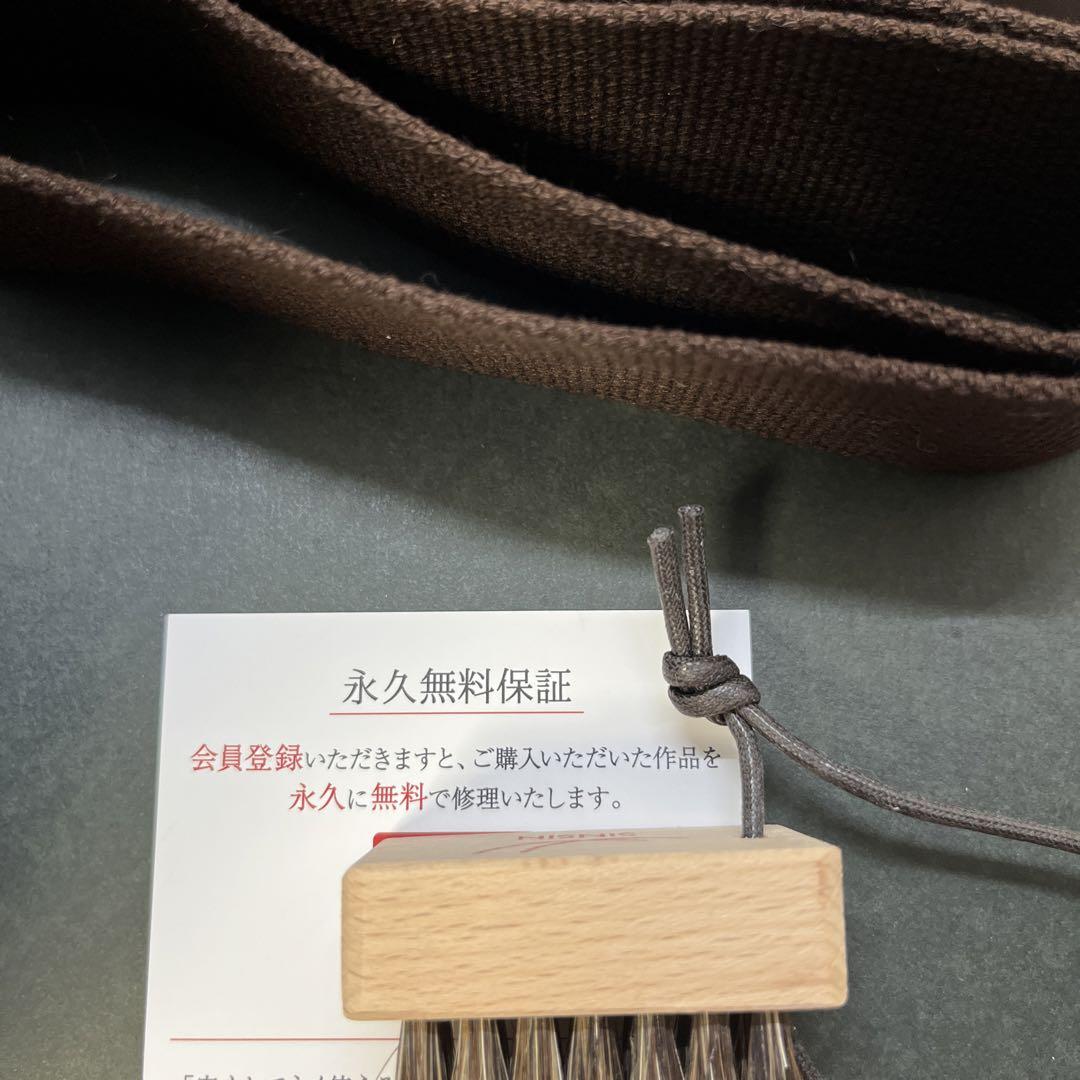 永久無料保証
会員登録いただきますと、ご購入いただいた作品を
永久に無料で修理いたします。
SINSIN